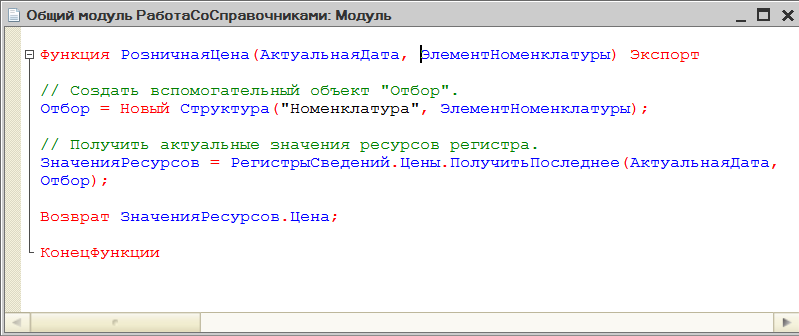 Общий модуль РаботаСоСправочниками: Модуль
Функция РозничнаяЦена(АктуальнаяДата, ЭлементНоменклатуры) Экспорт
// Создать вспомогательный объект "Отбор".
Отбор = Новый Структура("Номенклатура", ЭлементНоменклатуры);
// Получить актуальные значения ресурсов регистра.
ЗначенияРесурсов = РегистрыСведений.Цены.ПолучитьПоследнее(АктуальнаяДата,
Отбор);
Возврат ЗначенияРесурсов.Цена;
КонецФункции